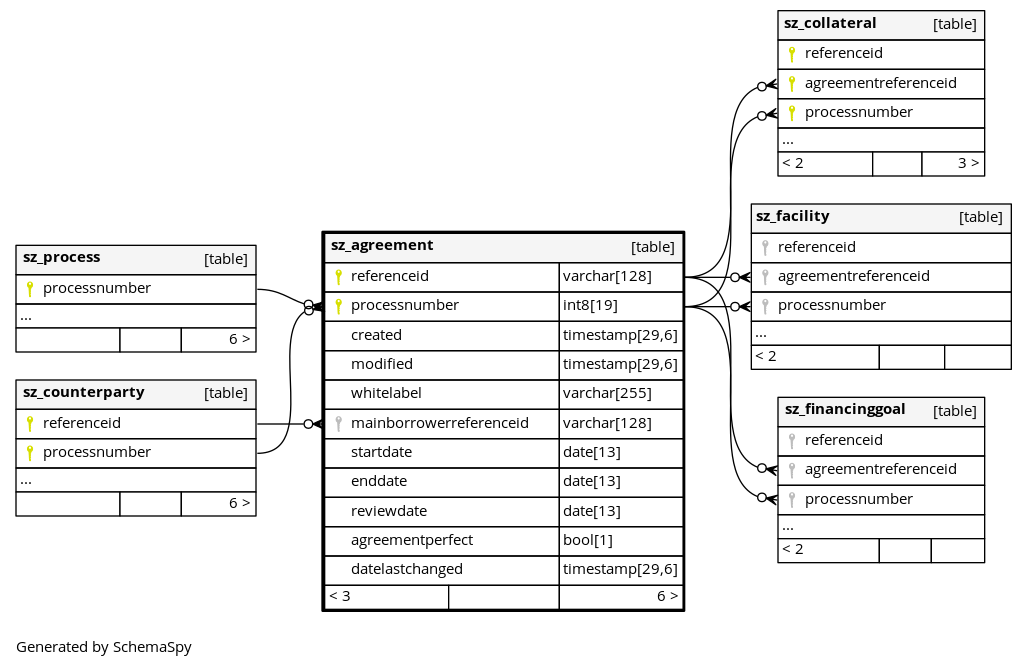 sz_collateral [table]
referenceid
agreementreferenceid
processnumber
...
< 2 3 >
sz_facility [table]
referenceid
agreementreferenceid
processnumber
...
< 2
sz_process [table]
processnumber
...
6 >
sz_agreement [table]
referenceid varchar[128]
processnumber int8[19]
created timestamp[29,6]
modified timestamp[29,6]
whitelabel varchar[255]
mainborrowerreferenceid varchar[128]
startdate date[13]
enddate date[13]
reviewdate date[13]
agreementperfect bool[1]
datelastchanged timestamp[29,6]
< 3 6 >
sz_counterparty [table]
referenceid
processnumber
...
6 >
sz_financinggoal [table]
referenceid
agreementreferenceid
processnumber
...
< 2
Generated by SchemaSpy